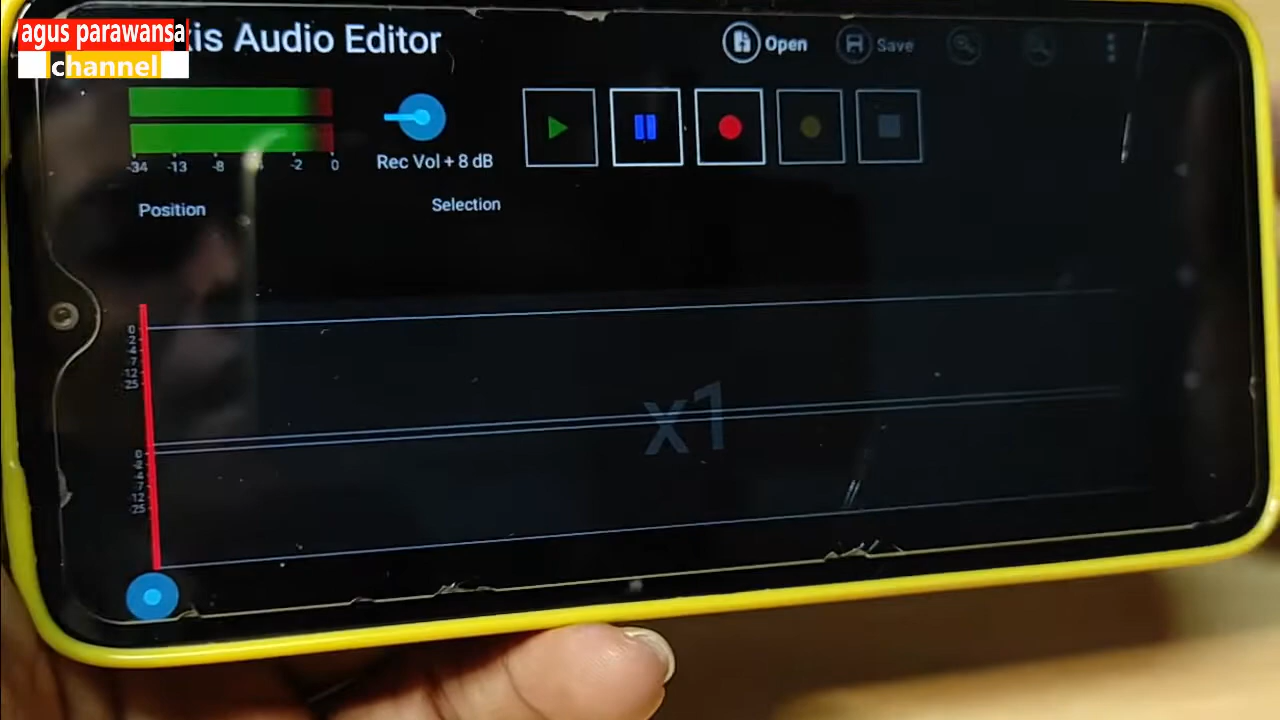 agus parawansa
channel
xis Audio Editor
Open
Save
-34 -13 -8 -2 0
Rec Vol + 8 dB
Position
Selection
0
-2
-4
-7
-12
-25
x1
0
-2
-4
-7
-12
-25